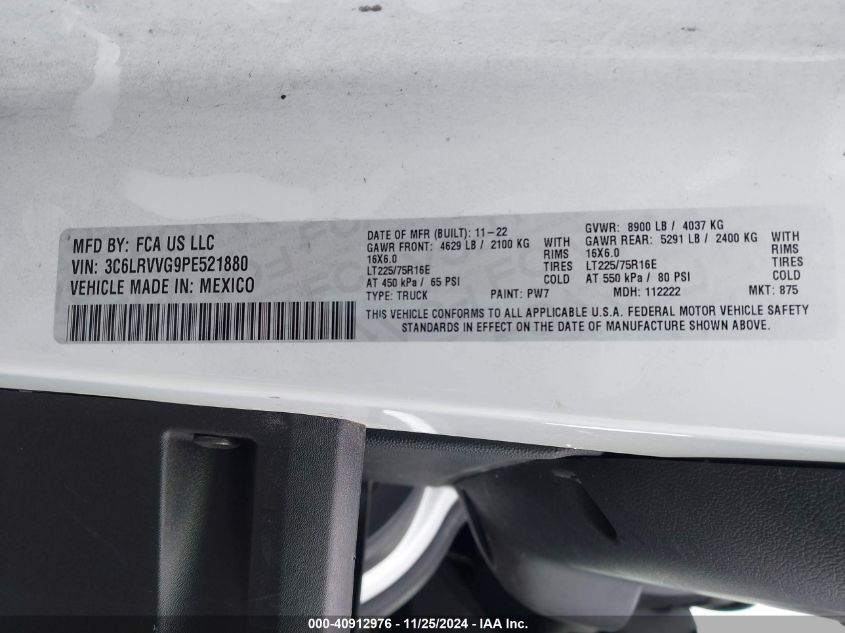 MFD BY: FCA US LLC
VIN: 3C6LRVVG9PE521880
VEHICLE MADE IN: MEXICO
DATE OF MFR (BUILT): 11-22
GAWR FRONT: 4629 LB / 2100 KG WITH
16X6.0 RIMS
LT225/75R16E TIRES
AT 450 kPa / 65 PSI COLD
TYPE: TRUCK PAINT: PW7
GVWR: 8900 LB / 4037 KG
GAWR REAR: 5291 LB / 2400 KG WITH
16X6.0 RIMS
LT225/75R16E TIRES
AT 550 kPa / 80 PSI COLD
MDH: 112222 MKT: 875
THIS VEHICLE CONFORMS TO ALL APPLICABLE U.S.A. FEDERAL MOTOR VEHICLE SAFETY
STANDARDS IN EFFECT ON THE DATE OF MANUFACTURE SHOWN ABOVE.
000-40912976 - 11/25/2024 - IAA Inc.